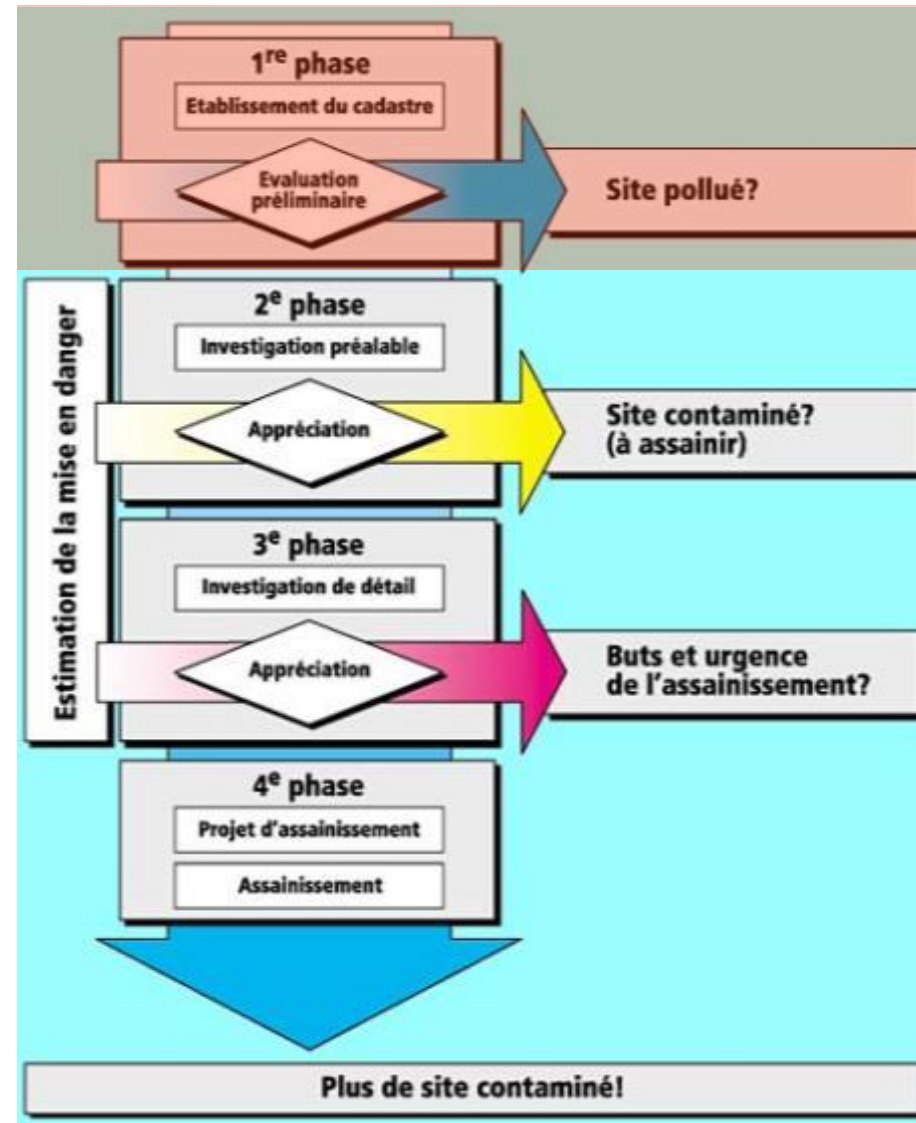 1re phase
Etablissement du cadastre
Evaluation
préliminaire
Site pollué?
Estimation de la mise en danger
2e phase
Investigation préalable
Appréciation
Site contaminé?
(à assainir)
3e phase
Investigation de détail
Appréciation
Buts et urgence
de l'assainissement?
4e phase
Projet d'assainissement
Assainissement
Plus de site contaminé!